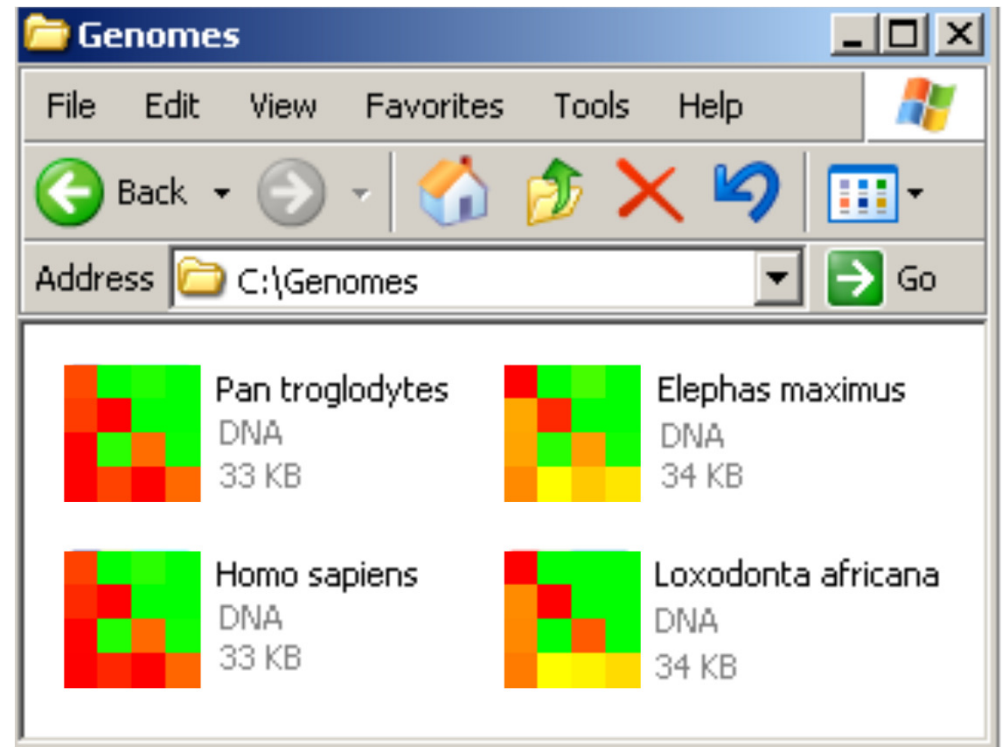 Genomes
File Edit View Favorites Tools Help
Back
Address C:\Genomes Go
Pan troglodytes
DNA
33 KB
Elephas maximus
DNA
34 KB
Homo sapiens
DNA
33 KB
Loxodonta africana
DNA
34 KB